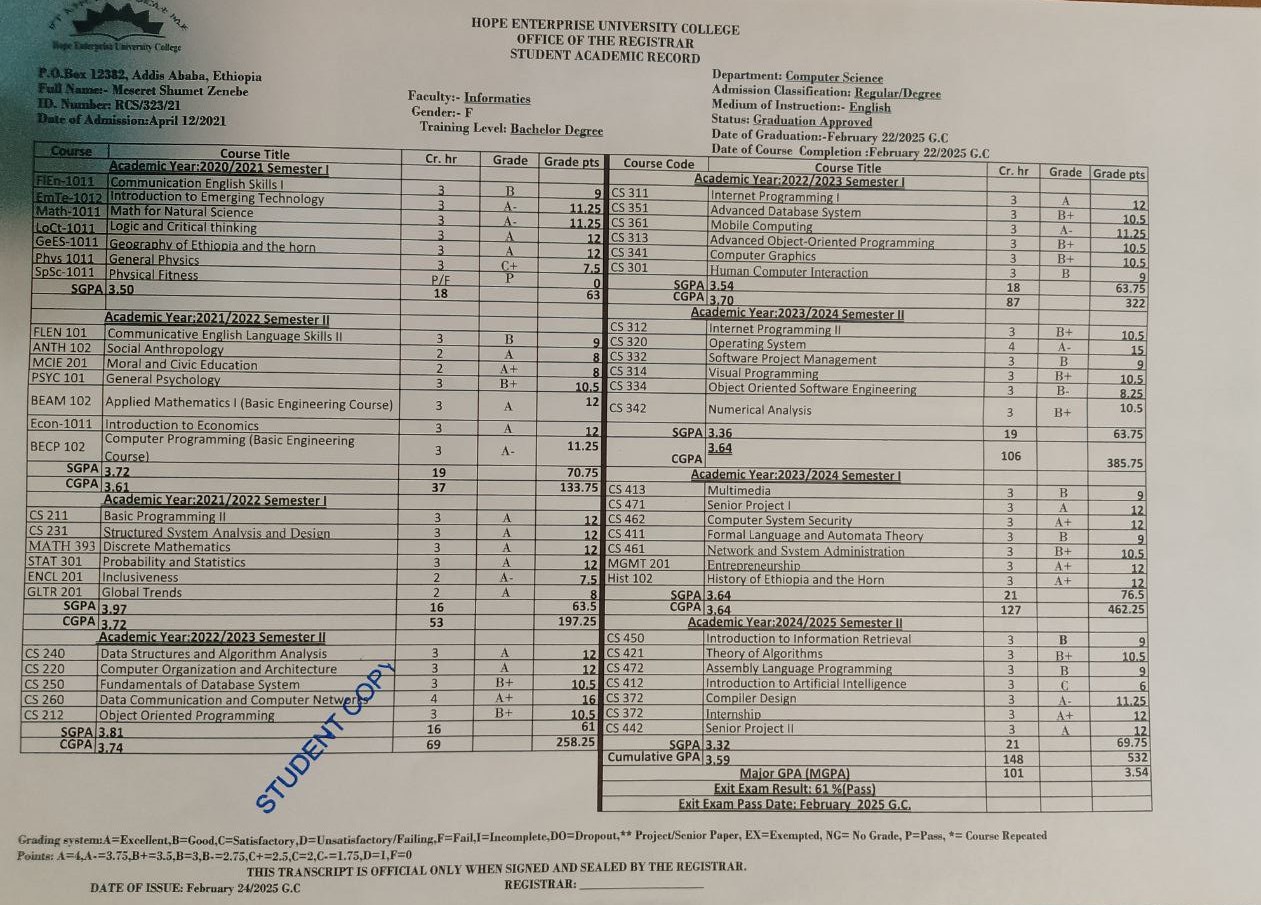 Hope Enterprise University College
HOPE ENTERPRISE UNIVERSITY COLLEGE
OFFICE OF THE REGISTRAR
STUDENT ACADEMIC RECORD
P.O.Box 12382, Addis Ababa, Ethiopia
Full Name:- Meseret Shumet Zenebe
ID. Number: RCS/323/21
Date of Admission:April 12/2021
Faculty:- Informatics
Gender:- F
Training Level: Bachelor Degree
Department: Computer Science
Admission Classification: Regular/Degree
Medium of Instruction:- English
Status: Graduation Approved
Date of Graduation:-February 22/2025 G.C
Date of Course Completion :February 22/2025 G.C
Course Course Title Cr. hr Grade Grade pts
Academic Year:2020/2021 Semester I
FlEn-1011 Communication English Skills I 3 B 9
EmTe-1012 Introduction to Emerging Technology 3 A- 11.25
Math-1011 Math for Natural Science 3 A- 11.25
LoCt-1011 Logic and Critical thinking 3 A 12
GeES-1011 Geography of Ethiopia and the horn 3 A 12
Phys 1011 General Physics 3 C+ 7.5
SpSc-1011 Physical Fitness P/F P 0
SGPA 3.50 18 63
Academic Year:2021/2022 Semester II
FLEN 101 Communicative English Language Skills II 3 B 9
ANTH 102 Social Anthropology 2 A 8
MCIE 201 Moral and Civic Education 2 A+ 8
PSYC 101 General Psychology 3 B+ 10.5
BEAM 102 Applied Mathematics I (Basic Engineering Course) 3 A 12
Econ-1011 Introduction to Economics 3 A 12
BECP 102 Computer Programming (Basic Engineering Course) 3 A- 11.25
SGPA 3.72 19 70.75
CGPA 3.61 37 133.75
Academic Year:2021/2022 Semester I
CS 211 Basic Programming II 3 A 12
CS 231 Structured System Analysis and Design 3 A 12
MATH 393 Discrete Mathematics 3 A 12
STAT 301 Probability and Statistics 3 A 12
ENCL 201 Inclusiveness 2 A- 7.5
GLTR 201 Global Trends 2 A 8
SGPA 3.97 16 63.5
CGPA 3.72 53 197.25
Academic Year:2022/2023 Semester II
CS 240 Data Structures and Algorithm Analysis 3 A 12
CS 220 Computer Organization and Architecture 3 A 12
CS 250 Fundamentals of Database System 3 B+ 10.5
CS 260 Data Communication and Computer Network 4 A+ 16
CS 212 Object Oriented Programming 3 B+ 10.5
SGPA 3.81 16 61
CGPA 3.74 69 258.25
STUDENT COPY
Course Code Course Title Cr. hr Grade Grade pts
Academic Year:2022/2023 Semester I
CS 311 Internet Programming I 3 A 12
CS 351 Advanced Database System 3 B+ 10.5
CS 361 Mobile Computing 3 A- 11.25
CS 313 Advanced Object-Oriented Programming 3 B+ 10.5
CS 341 Computer Graphics 3 B+ 10.5
CS 301 Human Computer Interaction 3 B 9
SGPA 3.54 18 63.75
CGPA 3.70 87 322
Academic Year:2023/2024 Semester II
CS 312 Internet Programming II 3 B+ 10.5
CS 320 Operating System 4 A- 15
CS 332 Software Project Management 3 B 9
CS 314 Visual Programming 3 B+ 10.5
CS 334 Object Oriented Software Engineering 3 B- 8.25
CS 342 Numerical Analysis 3 B+ 10.5
SGPA 3.36 19 63.75
CGPA 3.64 106 385.75
Academic Year:2023/2024 Semester I
CS 413 Multimedia 3 B 9
CS 471 Senior Project I 3 A 12
CS 462 Computer System Security 3 A+ 12
CS 411 Formal Language and Automata Theory 3 B 9
CS 461 Network and System Administration 3 B+ 10.5
MGMT 201 Entrepreneurship 3 A+ 12
Hist 102 History of Ethiopia and the Horn 3 A+ 12
SGPA 3.64 21 76.5
CGPA 3.64 127 462.25
Academic Year:2024/2025 Semester II
CS 450 Introduction to Information Retrieval 3 B 9
CS 421 Theory of Algorithms 3 B+ 10.5
CS 472 Assembly Language Programming 3 B 9
CS 412 Introduction to Artificial Intelligence 3 C 6
CS 372 Compiler Design 3 A- 11.25
CS 372 Internship 3 A+ 12
CS 442 Senior Project II 3 A 12
SGPA 3.32 21 69.75
Cumulative GPA 3.59 148 532
Major GPA (MGPA) 101 3.54
Exit Exam Result: 61 %(Pass)
Exit Exam Pass Date: February 2025 G.C.
Grading system:A=Excellent,B=Good,C=Satisfactory,D=Unsatisfactory/Failing,F=Fail,I=Incomplete,DO=Dropout,** Project/Senior Paper, EX=Exempted, NG= No Grade, P=Pass, *= Course Repeated
Points: A=4,A-=3.75,B+=3.5,B=3,B-=2.75,C+=2.5,C=2,C-=1.75,D=1,F=0
THIS TRANSCRIPT IS OFFICIAL ONLY WHEN SIGNED AND SEALED BY THE REGISTRAR.
DATE OF ISSUE: February 24/2025 G.C REGISTRAR: ____________________